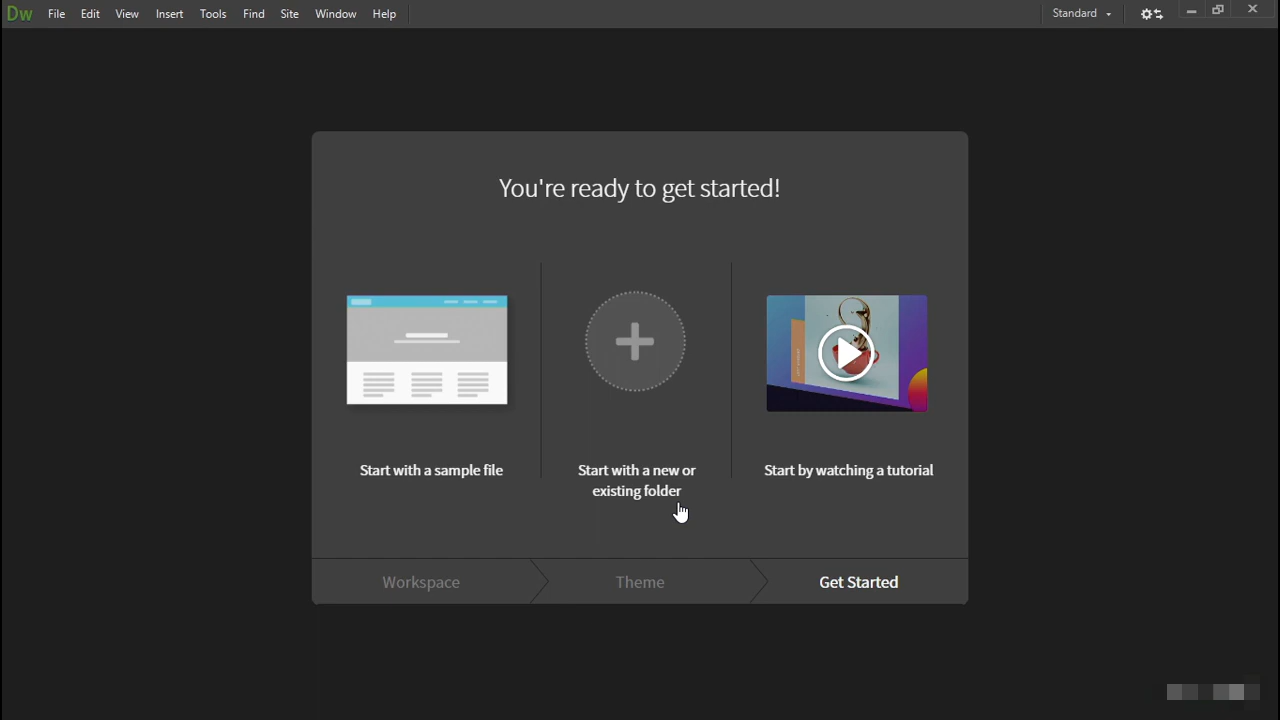 Dw File Edit View Insert Tools Find Site Window Help Standard
You're ready to get started!
Start with a sample file
Start with a new or
existing folder
Start by watching a tutorial
Workspace Theme Get Started